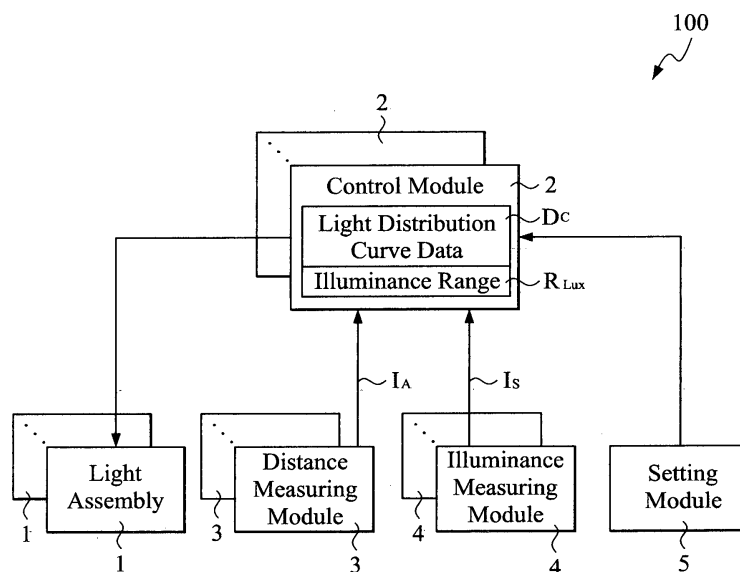 100
2
Control Module
2
Light Distribution
Curve Data
DC
Illuminance Range
RLux
IA
IS
Light
Assembly
1
1
Distance
Measuring
Module
3
3
Illuminance
Measuring
Module
4
4
Setting
Module
5